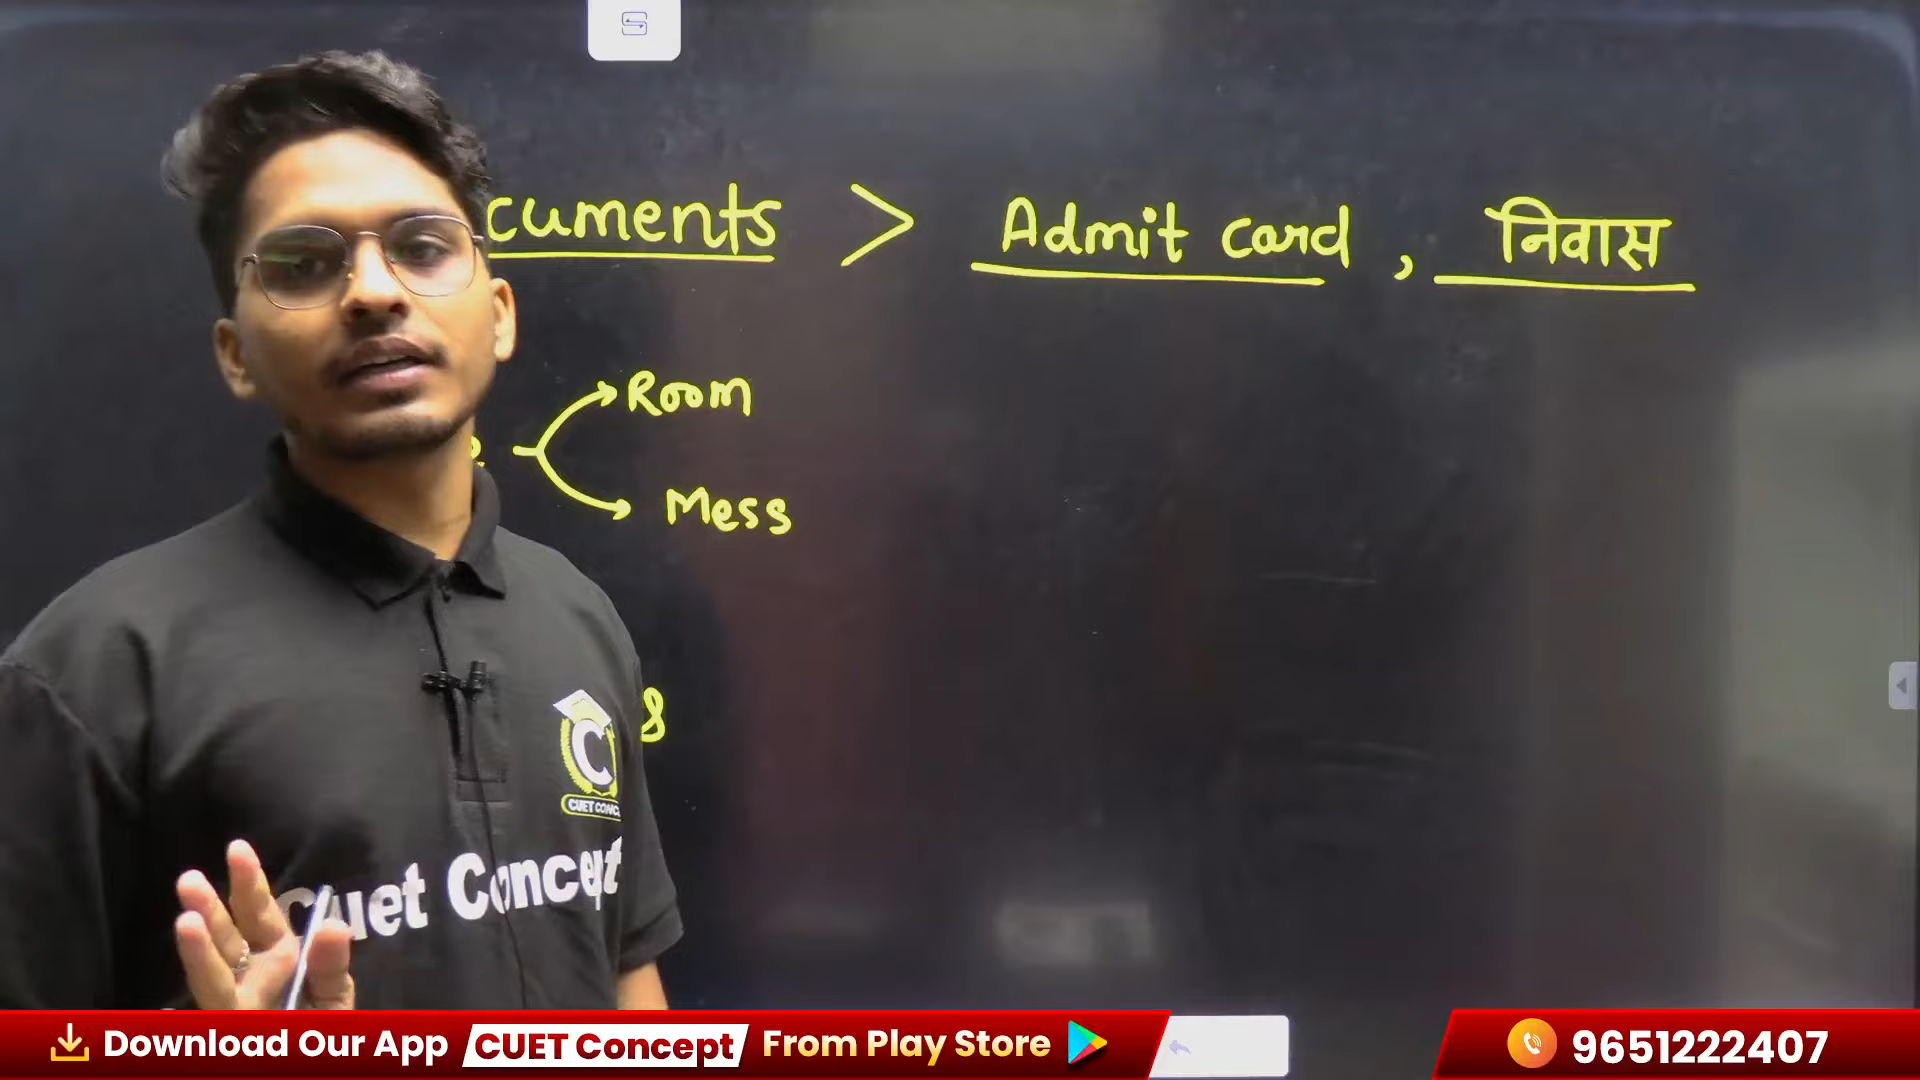 cuments > Admit card , निवास
Room
Mess
8
CUET CONC
Cuet Concept
Download Our App CUET Concept From Play Store
9651222407